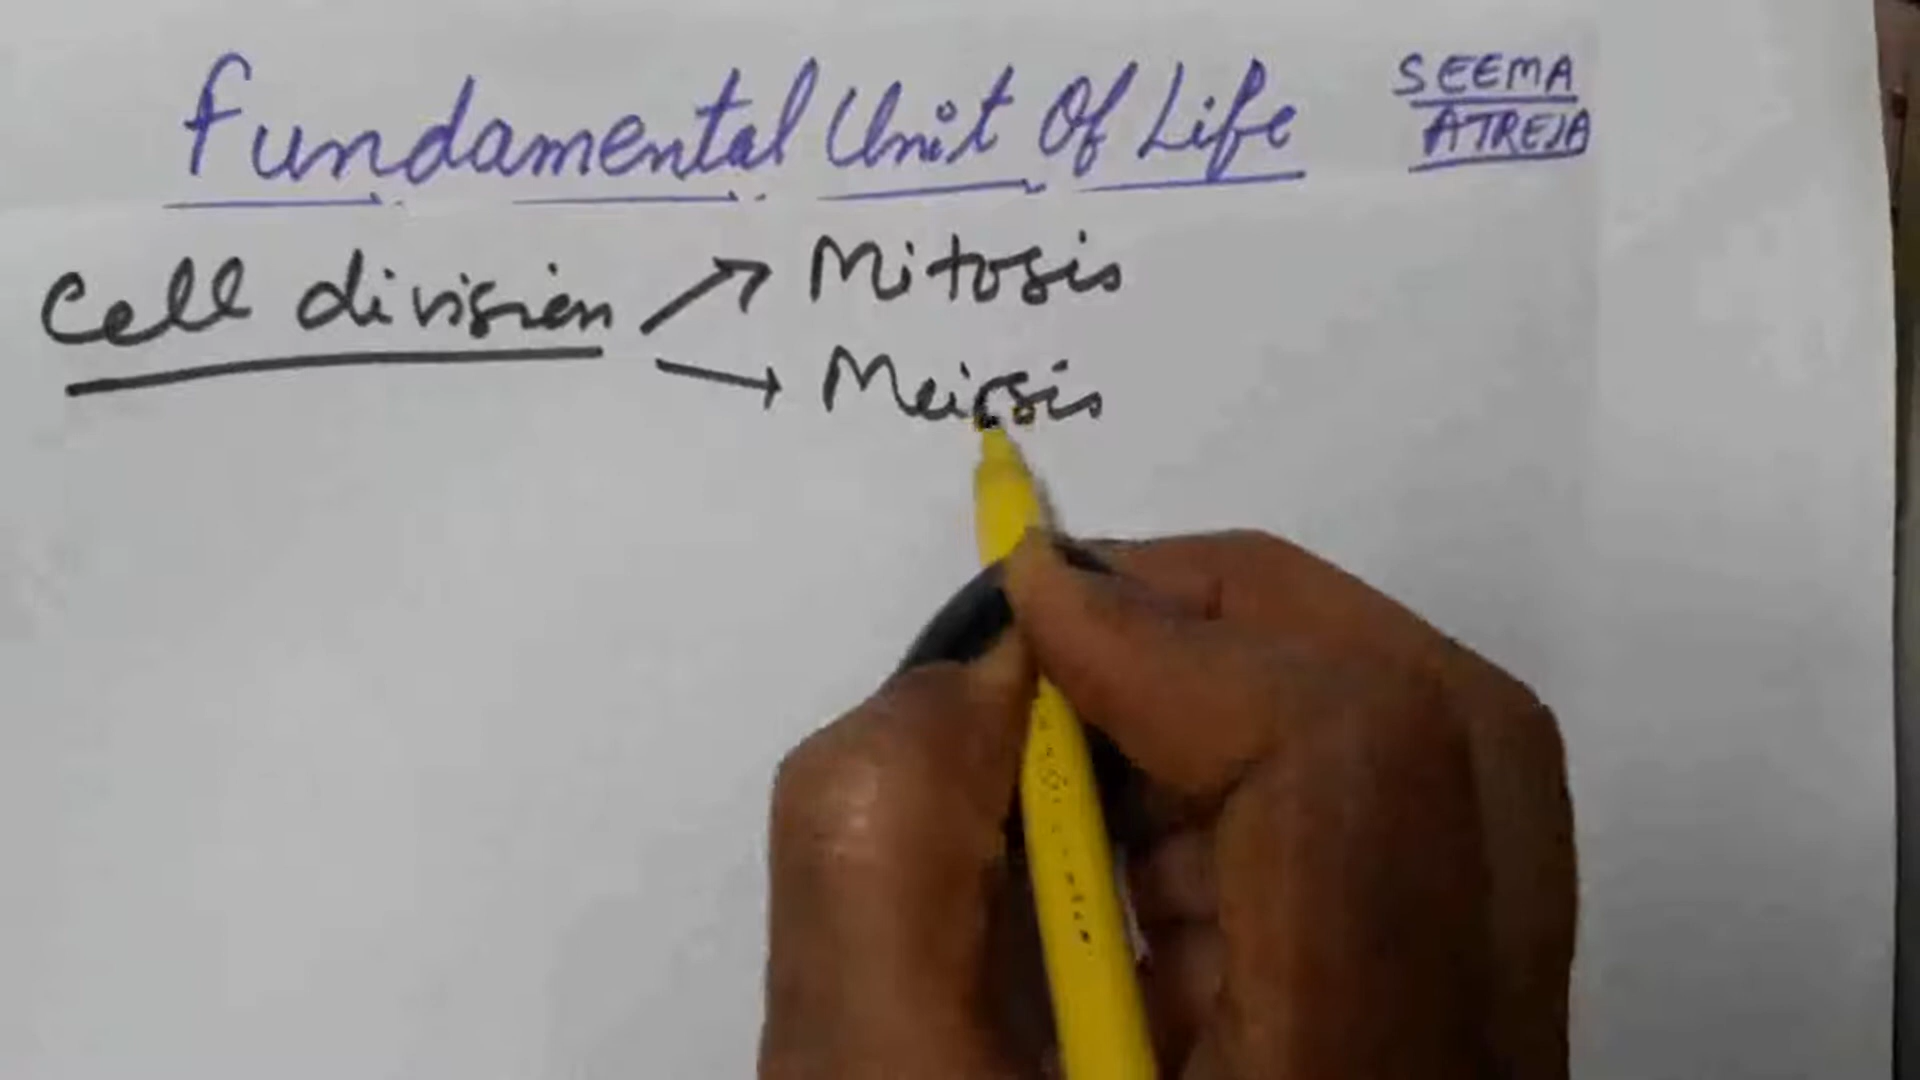 Fundamental Unit Of Life
SEEMA
ATREJA
Cell division
Mitosis
Meiosis